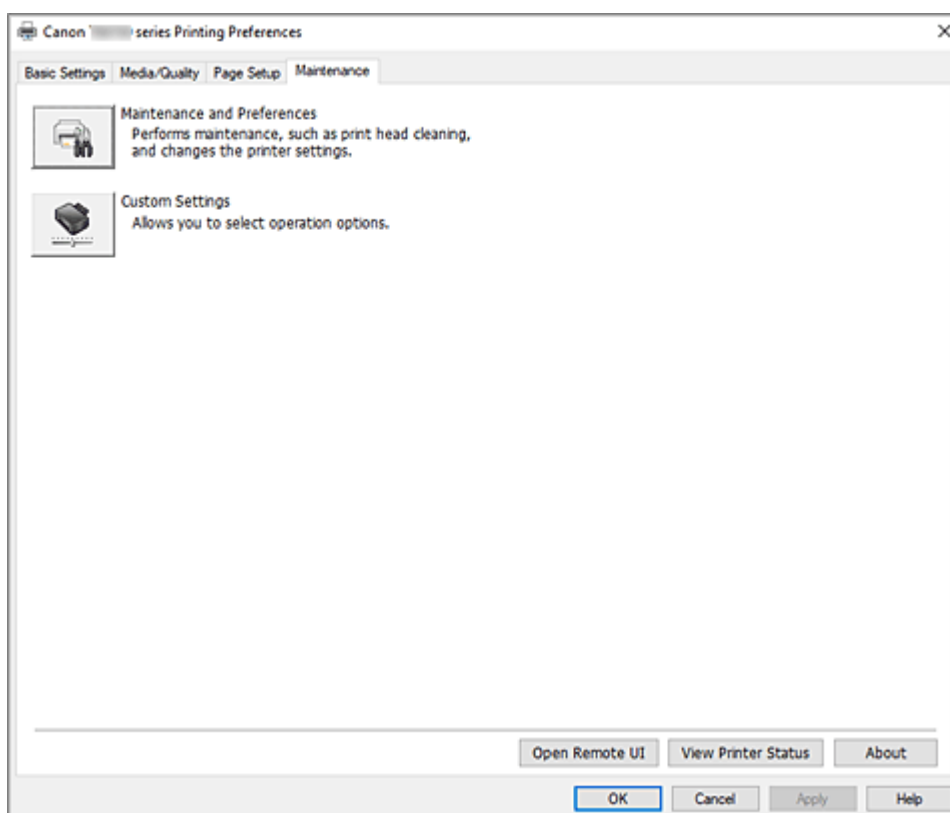 Canon series Printing Preferences
Basic Settings Media/Quality Page Setup Maintenance
Maintenance and Preferences
Performs maintenance, such as print head cleaning,
and changes the printer settings.
Custom Settings
Allows you to select operation options.
Open Remote UI View Printer Status About
OK Cancel Apply Help